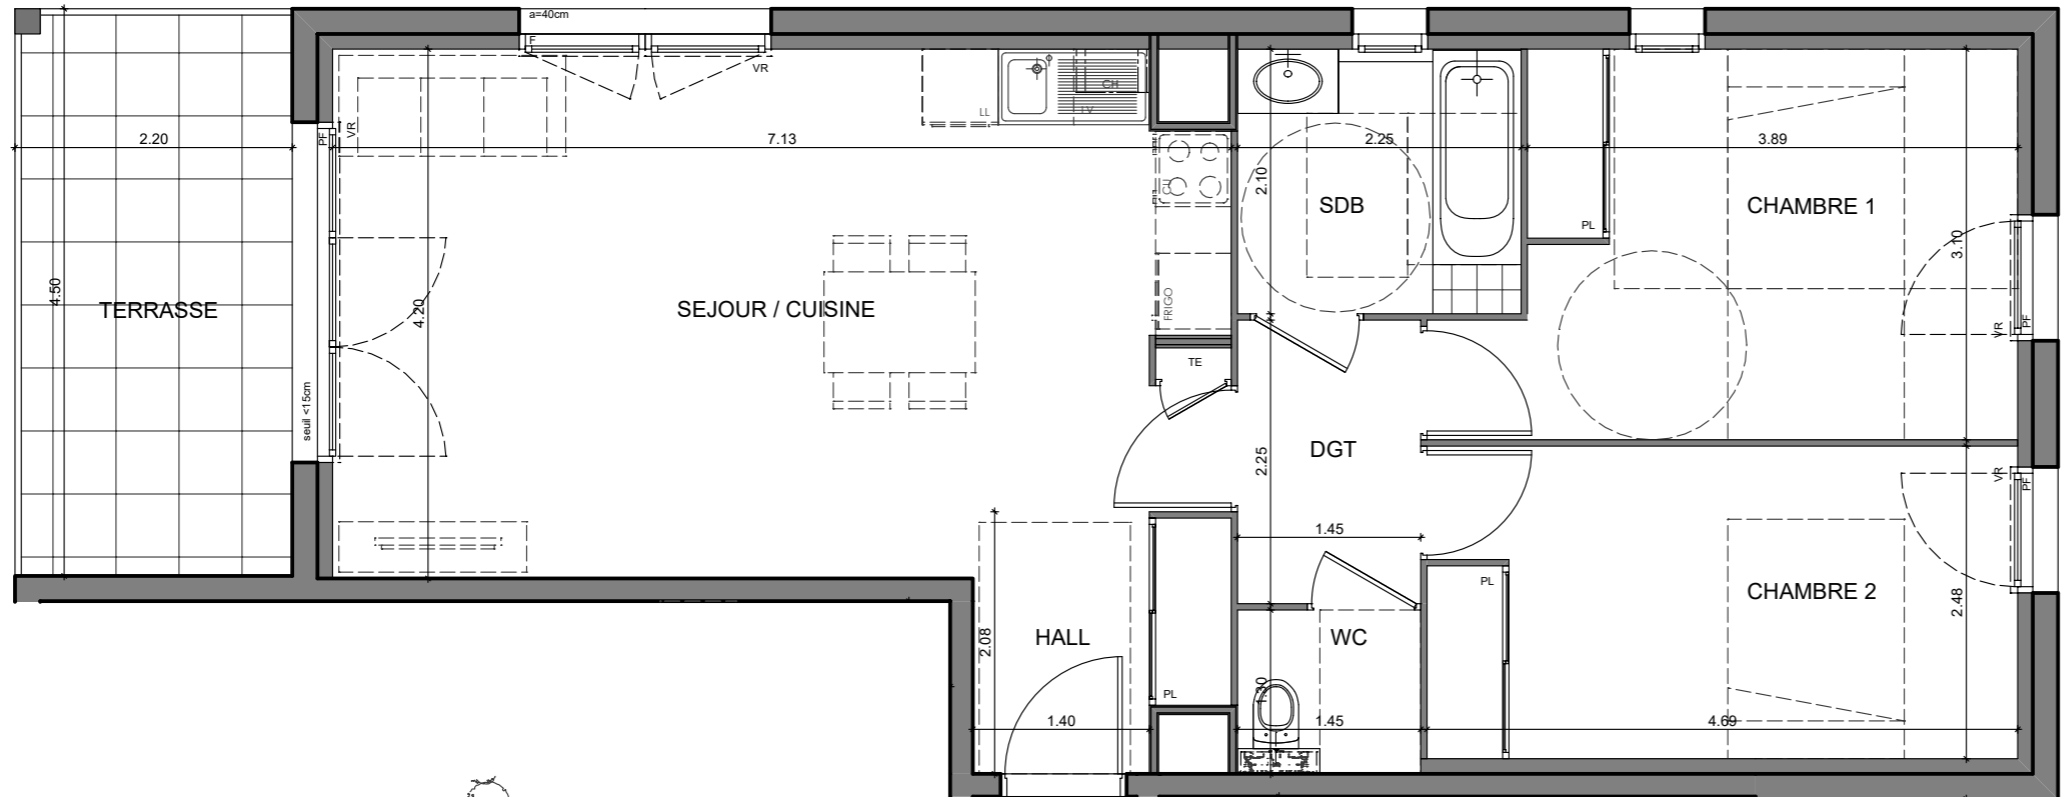 a=40cm
F
VR
CH
LL
LV
2.20
PF
VR
7.13
2.25
3.89
CU
2.10
SDB
PL
CHAMBRE 1
3.10
4.50
TERRASSE
4.20
SEJOUR / CUISINE
FRIGO
VR
PF
TE
seuil <15cm
DGT
2.25
VR
PF
1.45
PL
CHAMBRE 2
2.48
2.08
HALL
WC
PL
1.30
1.40
1.45
4.69